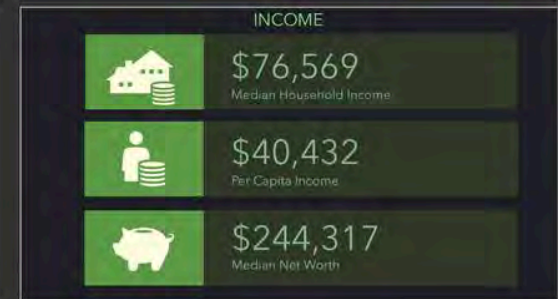 INCOME
$76,569
Median Household Income
$40,432
Per Capita Income
$244,317
Median Net Worth